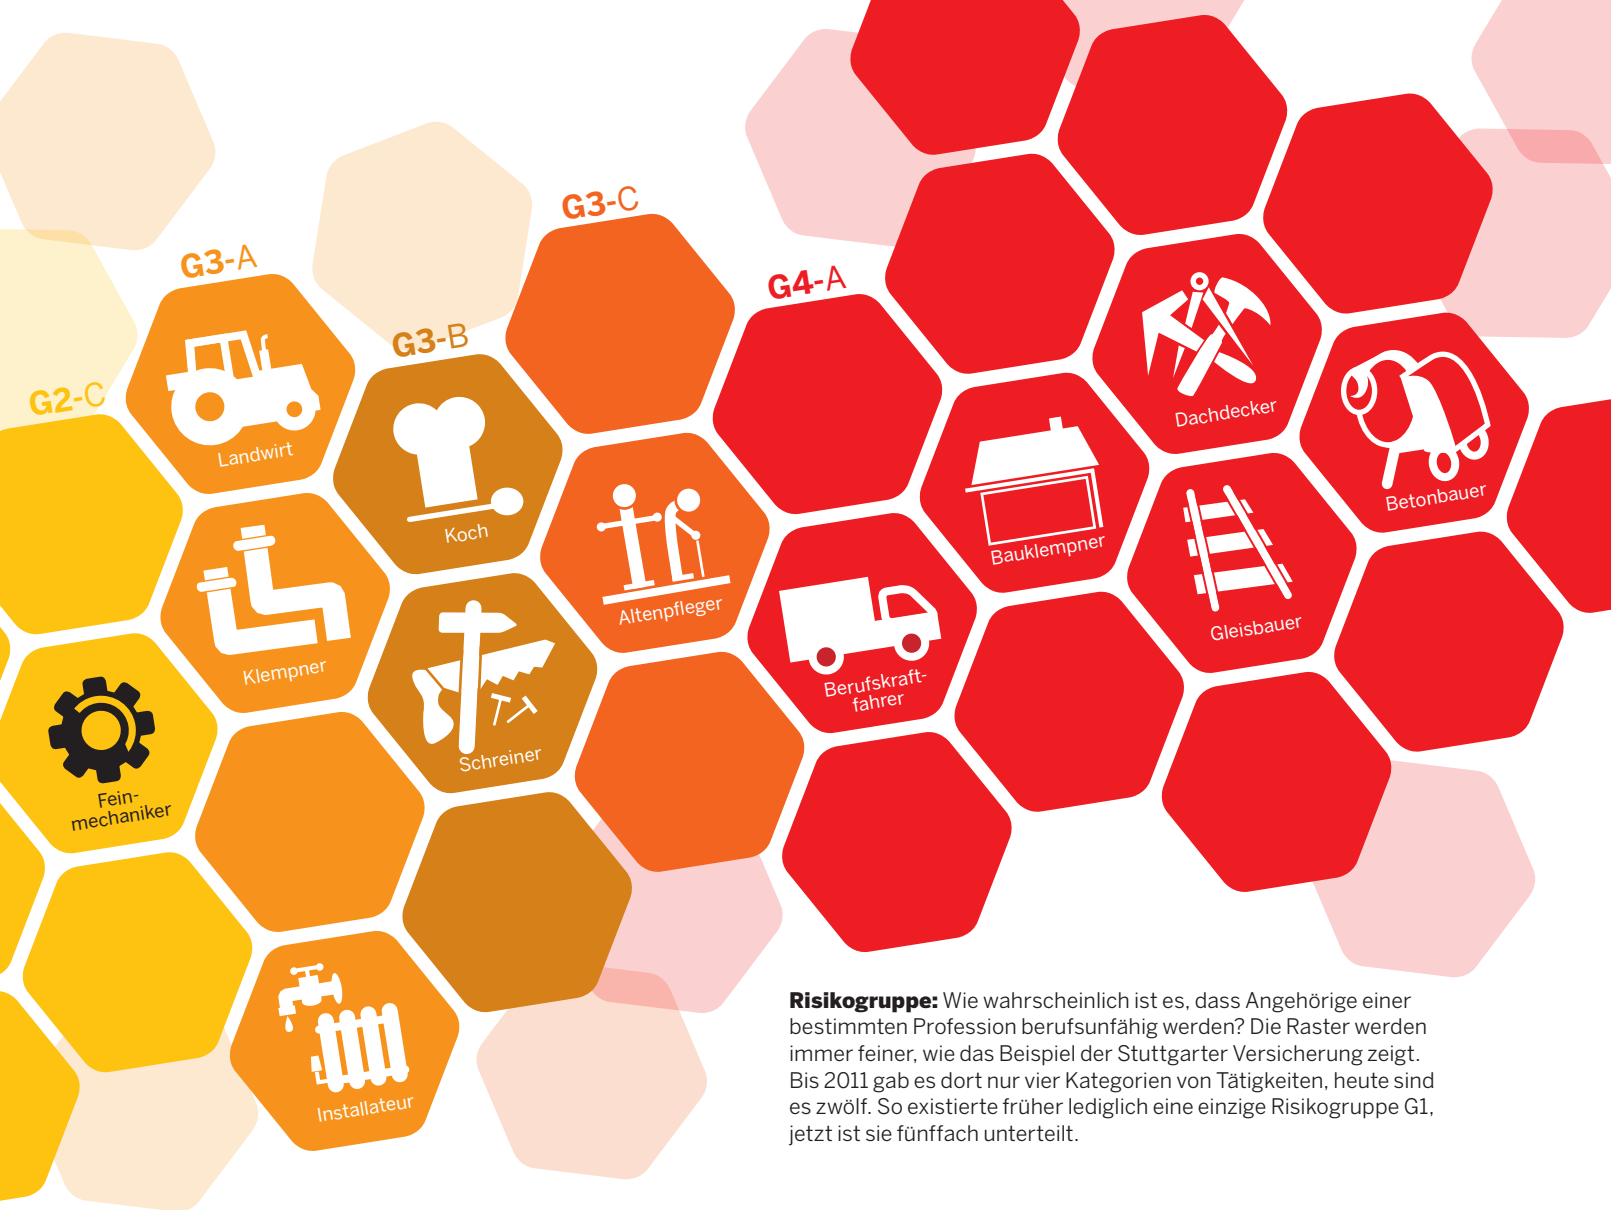 G3-C
G3-A
G4-A
G3-B
G2-C
Landwirt
Koch
Dachdecker
Betonbauer
Bauklempner
Altenpfleger
Gleisbauer
Klempner
Berufskraft-
fahrer
Schreiner
Fein-
mechaniker
Installateur
Risikogruppe: Wie wahrscheinlich ist es, dass Angehörige einer
bestimmten Profession berufsunfähig werden? Die Raster werden
immer feiner, wie das Beispiel der Stuttgarter Versicherung zeigt.
Bis 2011 gab es dort nur vier Kategorien von Tätigkeiten, heute sind
es zwölf. So existierte früher lediglich eine einzige Risikogruppe G1,
jetzt ist sie fünffach unterteilt.